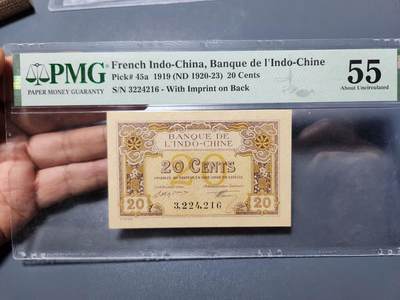 PMG
PAPER MONEY GUARANTY
French Indo-China, Banque de l'Indo-Chine
Pick# 45a 1919 (ND 1920-23) 20 Cents
S/N 3224216 - With Imprint on Back
55
About Uncirculated
BANQUE DE
L'INDO-CHINE
20 CENTS
20
3.224.216
20